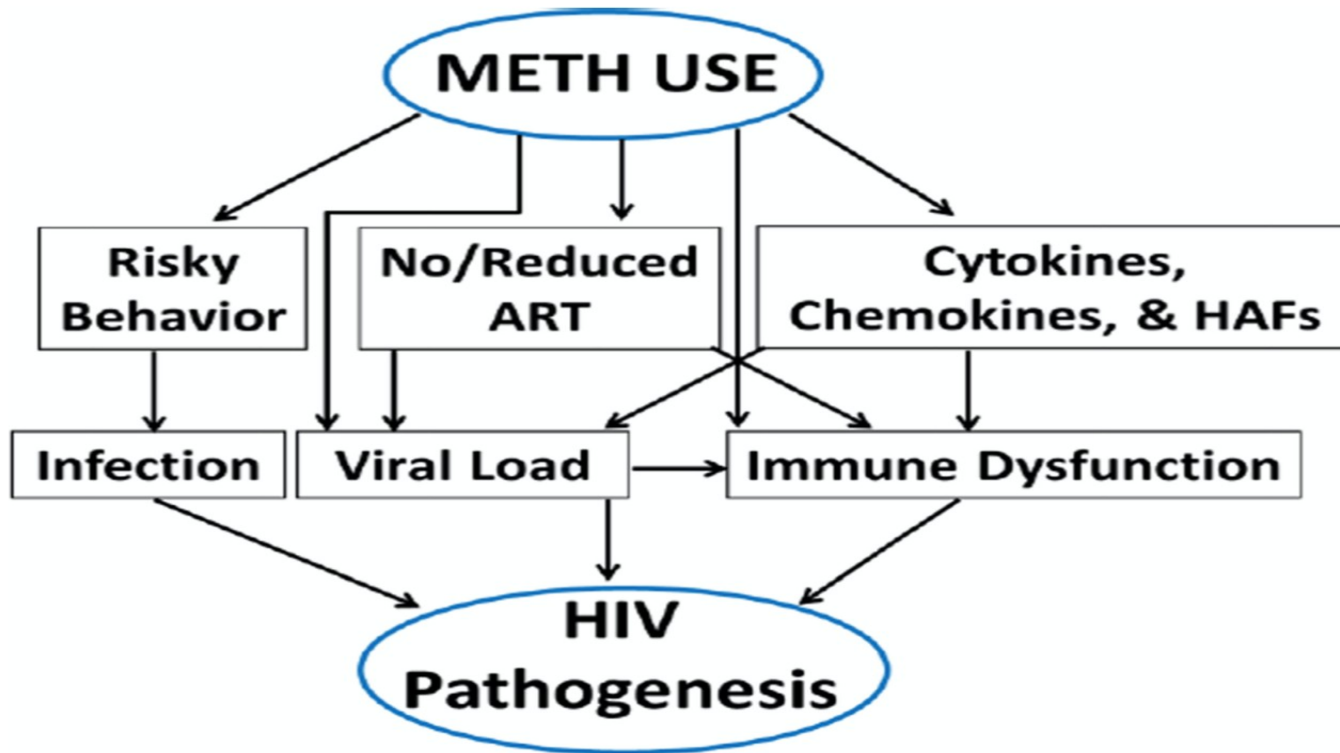 METH USE
Risky
Behavior
No/Reduced
ART
Cytokines,
Chemokines, & HAFs
Infection
Viral Load
Immune Dysfunction
HIV
Pathogenesis